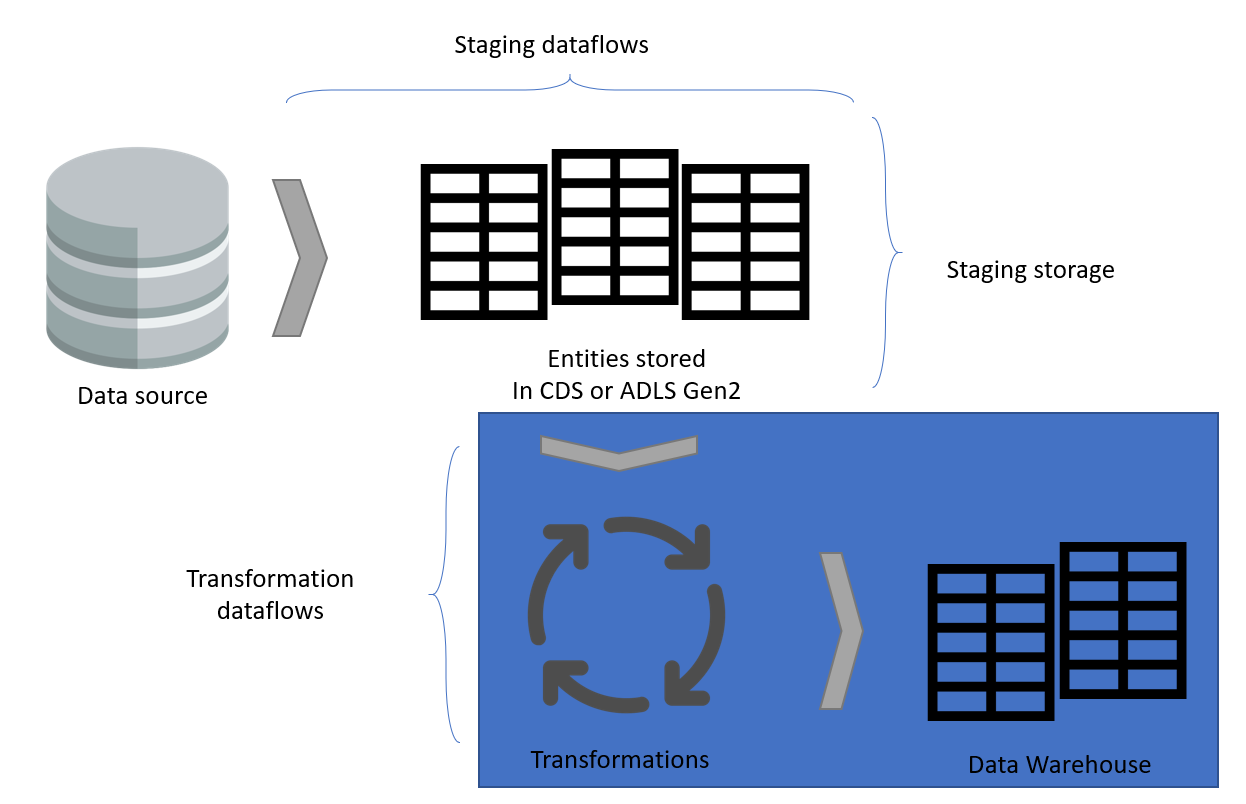 Staging dataflows
Staging storage
Data source
Entities stored
In CDS or ADLS Gen2
Transformation
dataflows
Transformations
Data Warehouse